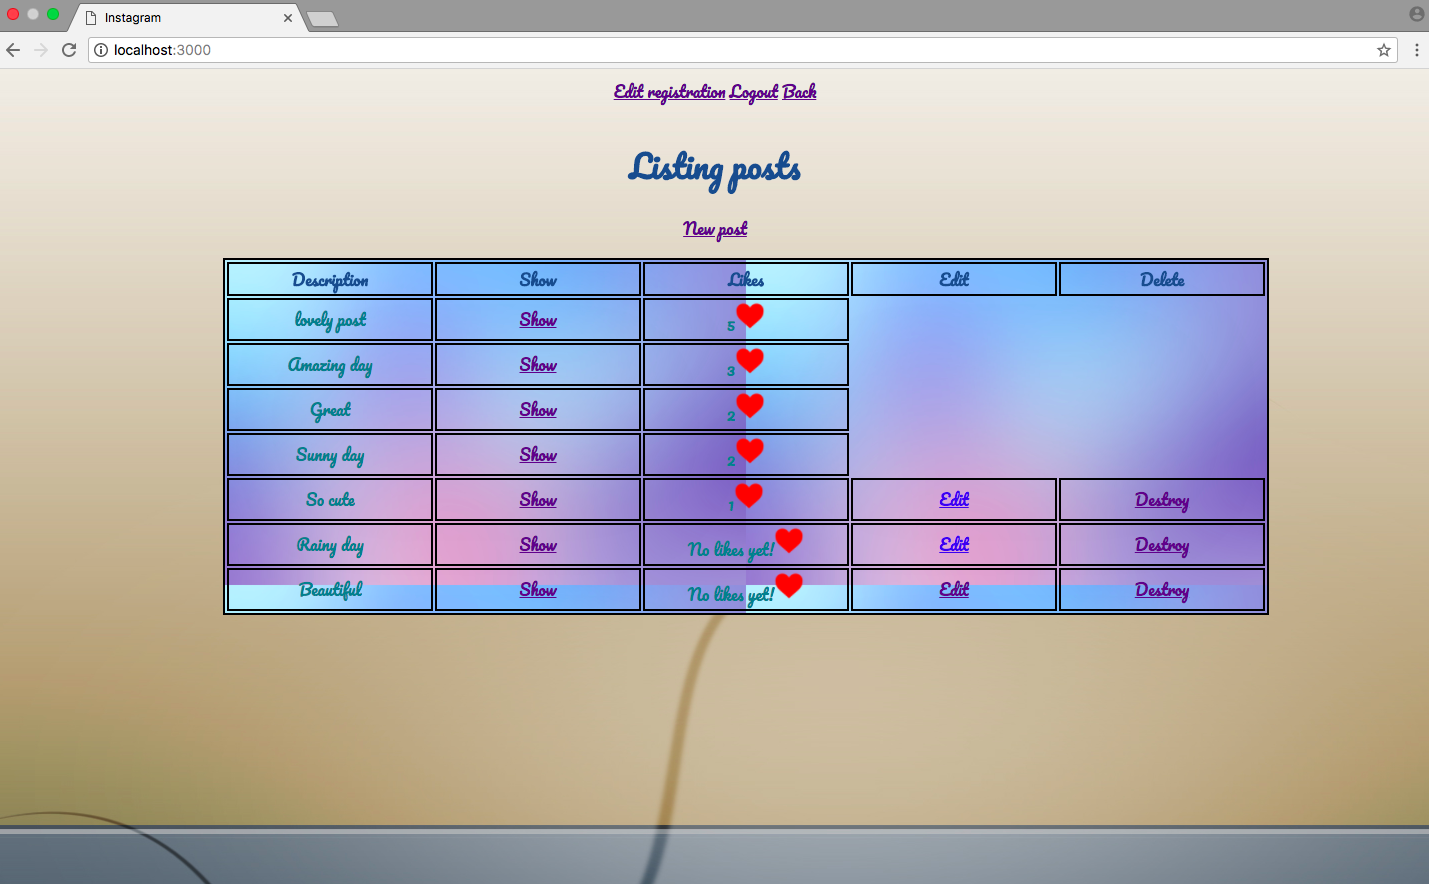 Instagram
localhost:3000
Edit registration Logout Back
Listing posts
New post
Description Show Likes Edit Delete
lovely post Show 5
Amazing day Show 3
Great Show 2
Sunny day Show 2
So cute Show 1 Edit Destroy
Rainy day Show No likes yet! Edit Destroy
Beautiful Show No likes yet! Edit Destroy